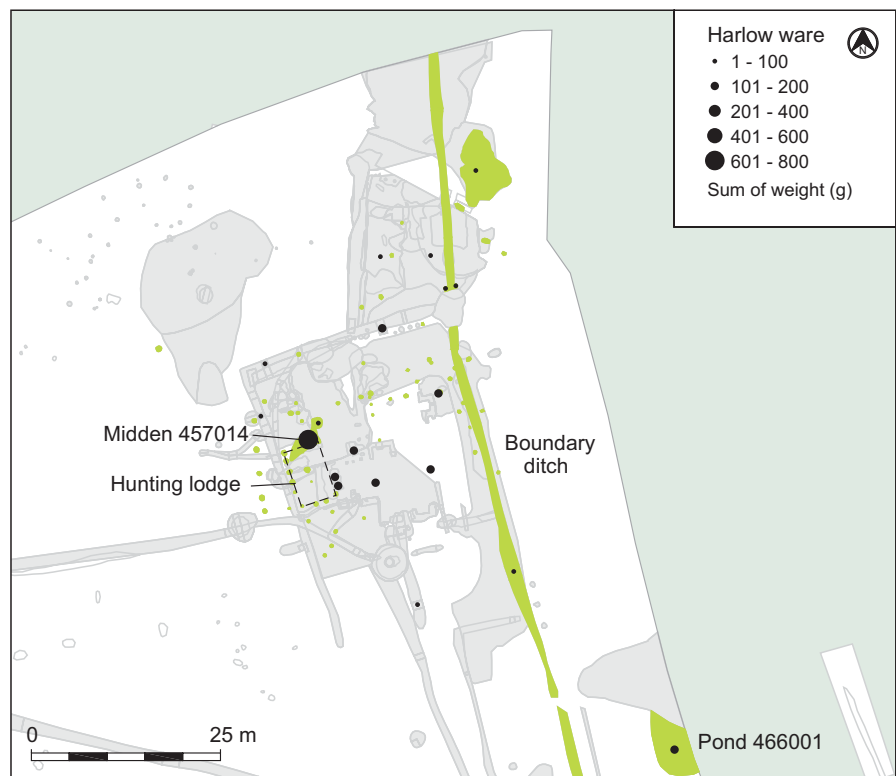 Harlow ware
N
1 - 100
101 - 200
201 - 400
401 - 600
601 - 800
Sum of weight (g)
Midden 457014
Hunting lodge
Boundary
ditch
0
25 m
Pond 466001